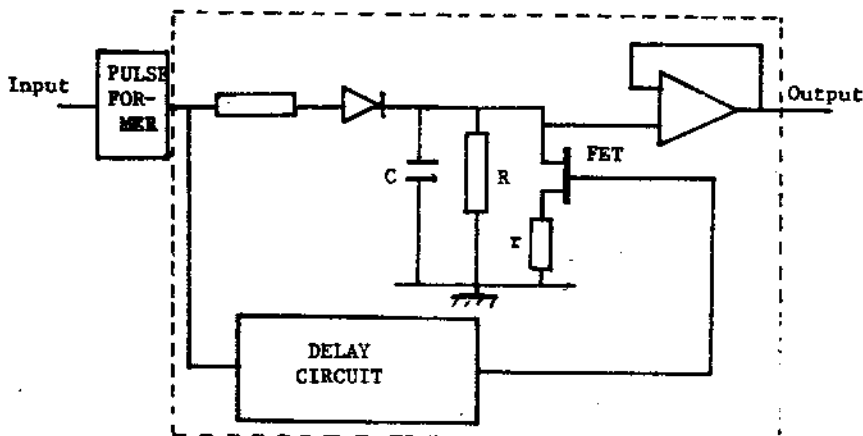 Input
PULSE
FOR-
MER
Output
FET
C
R
r
DELAY
CIRCUIT